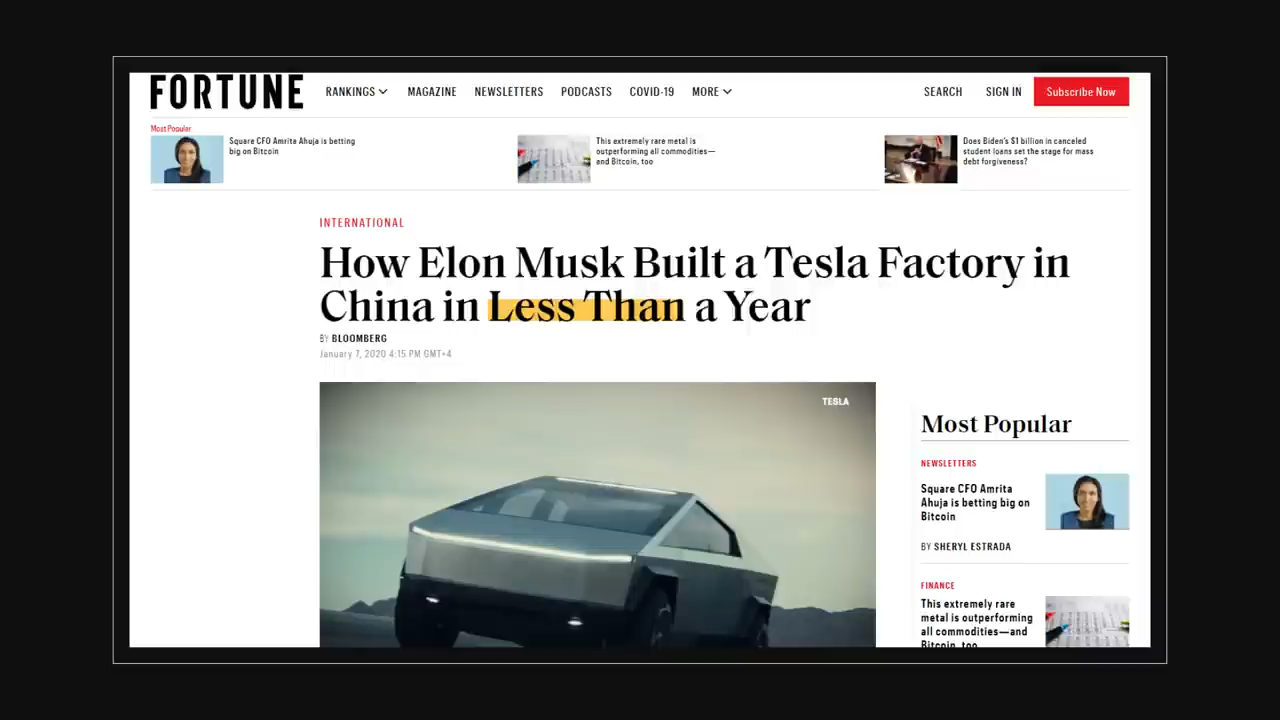 FORTUNE
RANKINGS MAGAZINE NEWSLETTERS PODCASTS COVID-19 MORE
SEARCH SIGN IN Subscribe Now
Most Popular
Square CFO Amrita Ahuja is betting
big on Bitcoin
This extremely rare metal is
outperforming all commodities—
and Bitcoin, too
Does Biden's $1 billion in canceled
student loans set the stage for mass
debt forgiveness?
INTERNATIONAL
How Elon Musk Built a Tesla Factory in
China in Less Than a Year
BY BLOOMBERG
January 7, 2020 4:15 PM GMT+4
TESLA
Most Popular
NEWSLETTERS
Square CFO Amrita
Ahuja is betting big on
Bitcoin
BY SHERYL ESTRADA
FINANCE
This extremely rare
metal is outperforming
all commodities—and
Bitcoin, too